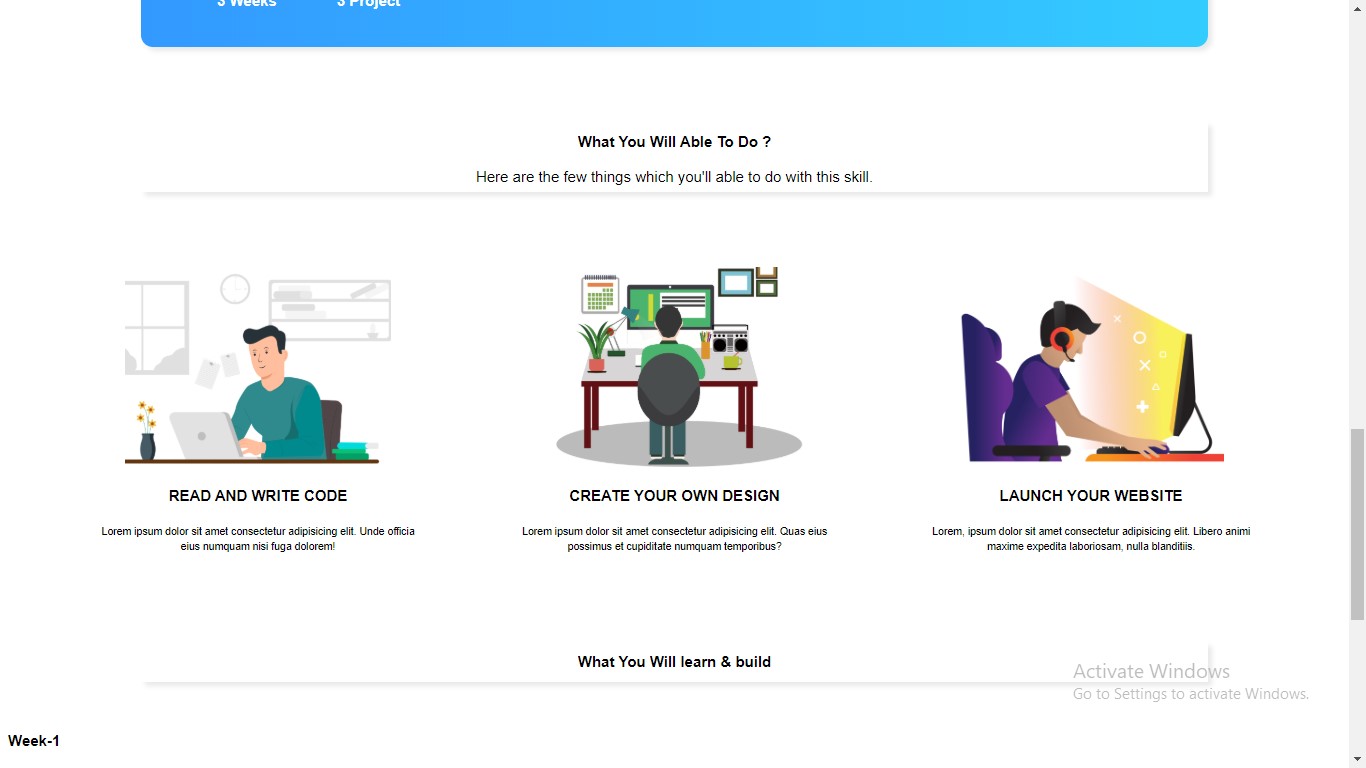 3 Weeks 3 Project
What You Will Able To Do ?
Here are the few things which you'll able to do with this skill.
READ AND WRITE CODE
Lorem ipsum dolor sit amet consectetur adipisicing elit. Unde officia
eius numquam nisi fuga dolorem!
CREATE YOUR OWN DESIGN
Lorem ipsum dolor sit amet consectetur adipisicing elit. Quas eius
possimus et cupiditate numquam temporibus?
LAUNCH YOUR WEBSITE
Lorem, ipsum dolor sit amet consectetur adipisicing elit. Libero animi
maxime expedita laboriosam, nulla blanditiis.
What You Will learn & build
Activate Windows
Go to Settings to activate Windows.
Week-1